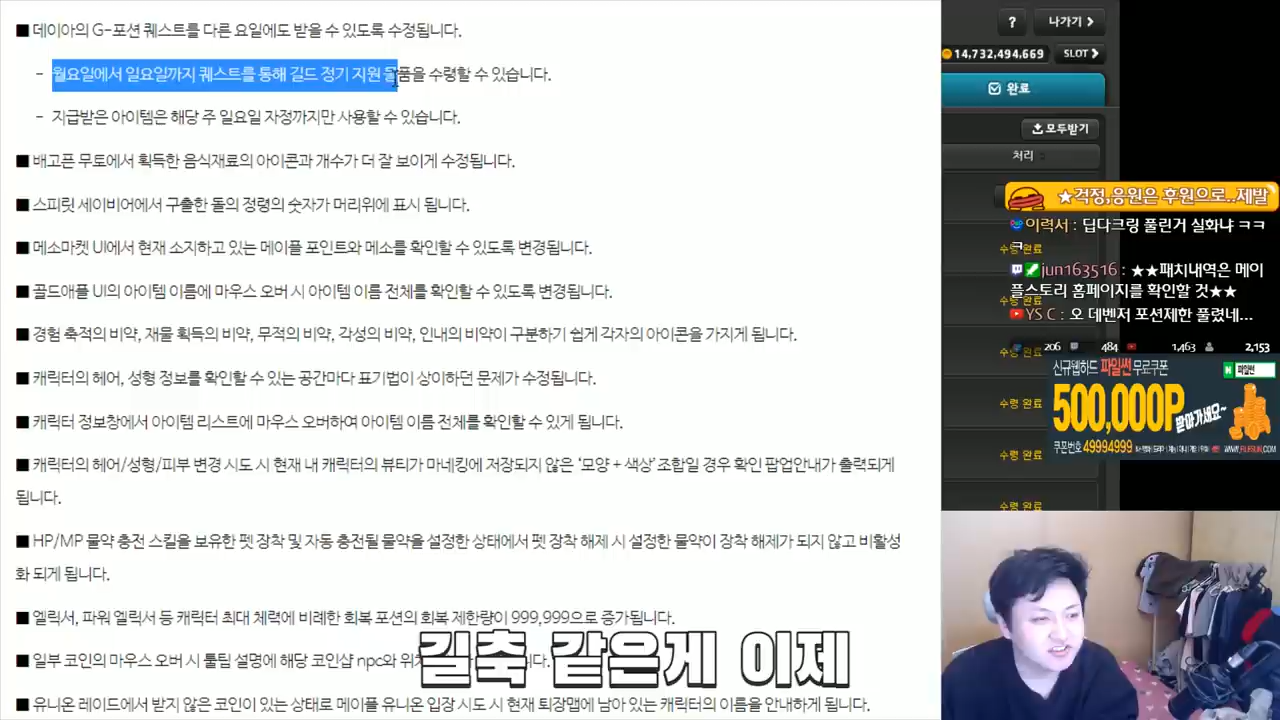 ■ 데이아의 G-포션 퀘스트를 다른 요일에도 받을 수 있도록 수정됩니다.
- 월요일에서 일요일까지 퀘스트를 통해 길드 정기 지원 물품을 수령할 수 있습니다.
- 지급받은 아이템은 해당 주 일요일 자정까지만 사용할 수 있습니다.
■ 배고픈 무토에서 획득한 음식재료의 아이콘과 개수가 더 잘 보이게 수정됩니다.
■ 스피릿 세이비어에서 구출한 돌의 정령의 숫자가 머리위에 표시 됩니다.
■ 메소마켓 UI에서 현재 소지하고 있는 메이플 포인트와 메소를 확인할 수 있도록 변경됩니다.
■ 골드애플 UI의 아이템 이름에 마우스 오버 시 아이템 이름 전체를 확인할 수 있도록 변경됩니다.
■ 경험 축적의 비약, 재물 획득의 비약, 무적의 비약, 각성의 비약, 인내의 비약이 구분하기 쉽게 각자의 아이콘을 가지게 됩니다.
■ 캐릭터의 헤어, 성형 정보를 확인할 수 있는 공간마다 표기법이 상이하던 문제가 수정됩니다.
■ 캐릭터 정보창에서 아이템 리스트에 마우스 오버하여 아이템 이름 전체를 확인할 수 있게 됩니다.
■ 캐릭터의 헤어/성형/피부 변경 시도 시 현재 내 캐릭터의 뷰티가 마네킹에 저장되지 않은 '모양 + 색상' 조합일 경우 확인 팝업안내가 출력되게
됩니다.
■ HP/MP 물약 충전 스킬을 보유한 펫 장착 및 자동 충전될 물약을 설정한 상태에서 펫 장착 해제 시 설정한 물약이 장착 해제가 되지 않고 비활성
화 되게 됩니다.
■ 엘릭서, 파워 엘릭서 등 캐릭터 최대 체력에 비례한 회복 포션의 회복 제한량이 999,999으로 증가됩니다.
■ 일부 코인의 마우스 오버 시 툴팁 설명에 해당 코인샵 npc와 위치
■ 유니온 레이드에서 받지 않은 코인이 있는 상태로 메이플 유니온 입장 시도 시 현재 퇴장맵에 남아 있는 캐릭터의 이름을 안내하게 됩니다.
길축 같은게 이제
? 나가기 >
14,732,494,669 SLOT >
완료
모두받기
처리
★걱정,응원은 후원으로..제발
이력서 : 딥다크링 풀린거 실화냐 ㅋㅋ
ㅋ
수령 완료
jun163516 : ★★패치내역은 메이
플스토리 홈페이지를 확인할 것★★
수령 완료
YS C : 오 데벤저 포션제한 풀렸네...
206 484 1,463 2,153
수령 완료
신규웹하드 파일썬 무료쿠폰 파일썬
500,000P 받아가세요~
수령 완료
쿠폰번호 49994999 WWW.FILESUN.COM
수령 완료
수령 완료